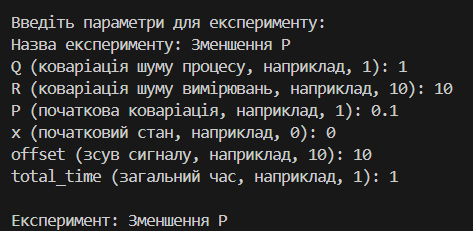 Введіть параметри для експерименту:
Назва експерименту: Зменшення P
Q (коваріація шуму процесу, наприклад, 1): 1
R (коваріація шуму вимірювань, наприклад, 10): 10
P (початкова коваріація, наприклад, 1): 0.1
x (початковий стан, наприклад, 0): 0
offset (зсув сигналу, наприклад, 10): 10
total_time (загальний час, наприклад, 1): 1
Експеримент: Зменшення P